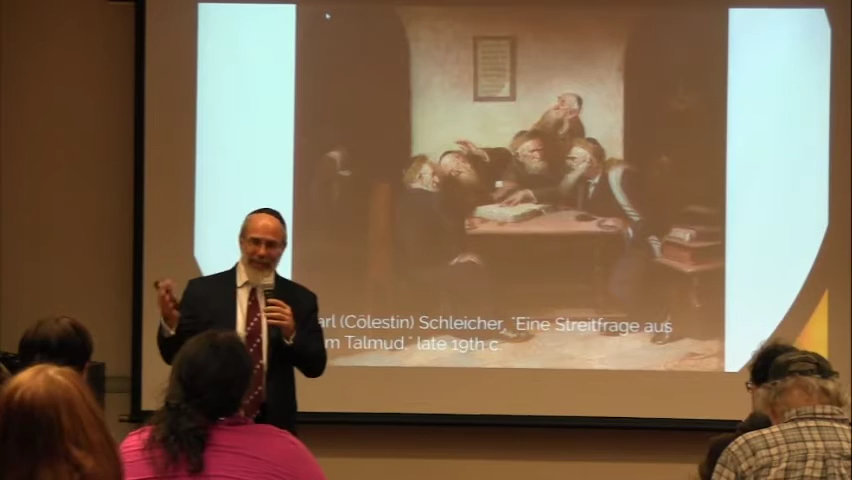 arl (Cölestin) Schleicher, "Eine Streitfrage aus
m Talmud," late 19th c.